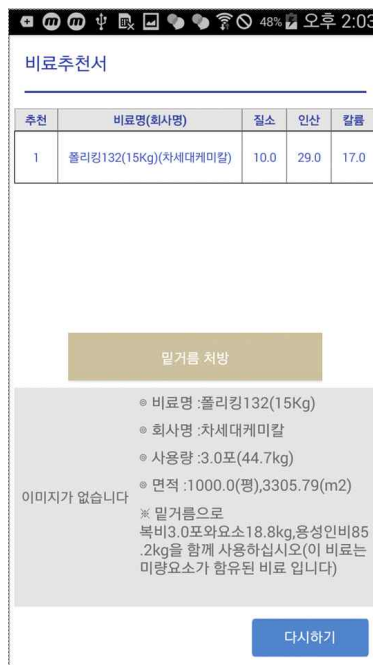 48% 오후 2:03
비료추천서
추천 비료명(회사명) 질소 인산 칼륨
1 폴리킹132(15Kg)(차세대케미칼) 10.0 29.0 17.0
밑거름 처방
이미지가 없습니다
◎ 비료명 :폴리킹132(15Kg)
◎ 회사명 :차세대케미칼
◎ 사용량 :3.0포(44.7kg)
◎ 면적 :1000.0(평),3305.79(m2)
※ 밑거름으로
복비3.0포와요소18.8kg,용성인비85
.2kg을 함께 사용하십시오(이 비료는
미량요소가 함유된 비료 입니다)
다시하기